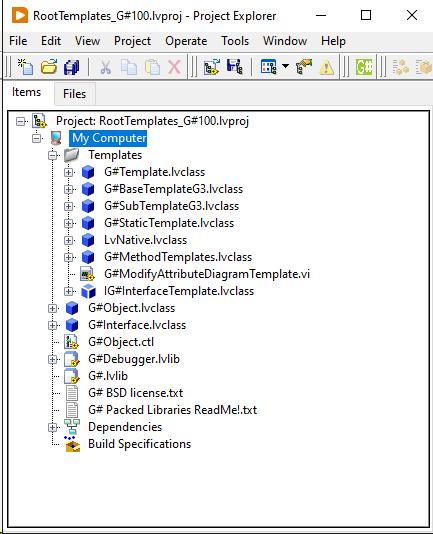 RootTemplates_G#100.lvproj - Project Explorer
File Edit View Project Operate Tools Window Help
G#
Items Files
Project: RootTemplates_G#100.lvproj
My Computer
Templates
G#Template.lvclass
G#BaseTemplateG3.lvclass
G#SubTemplateG3.lvclass
G#StaticTemplate.lvclass
LvNative.lvclass
G#MethodTemplates.lvclass
G#ModifyAttributeDiagramTemplate.vi
IG#InterfaceTemplate.lvclass
G#Object.lvclass
G#Interface.lvclass
G#Object.ctl
G#Debugger.lvlib
G#.lvlib
G# BSD license.txt
G# Packed Libraries ReadMe!.txt
Dependencies
Build Specifications